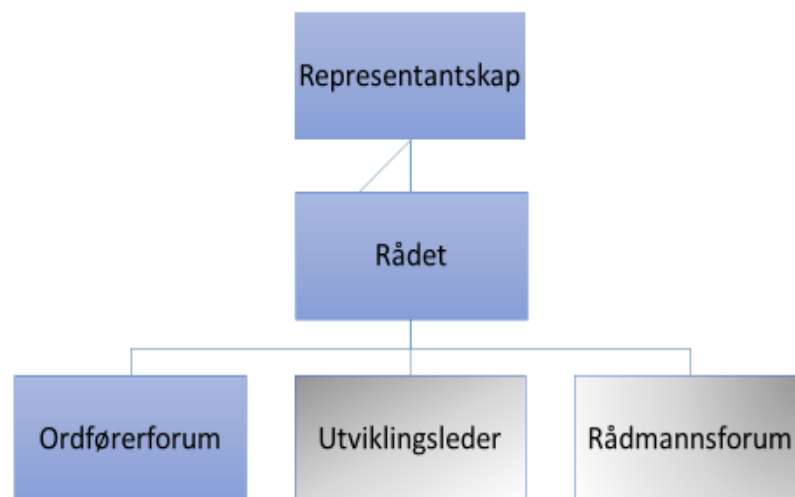 Representantskap
Rådet
Ordførerforum
Utviklingsleder
Rådmannsforum